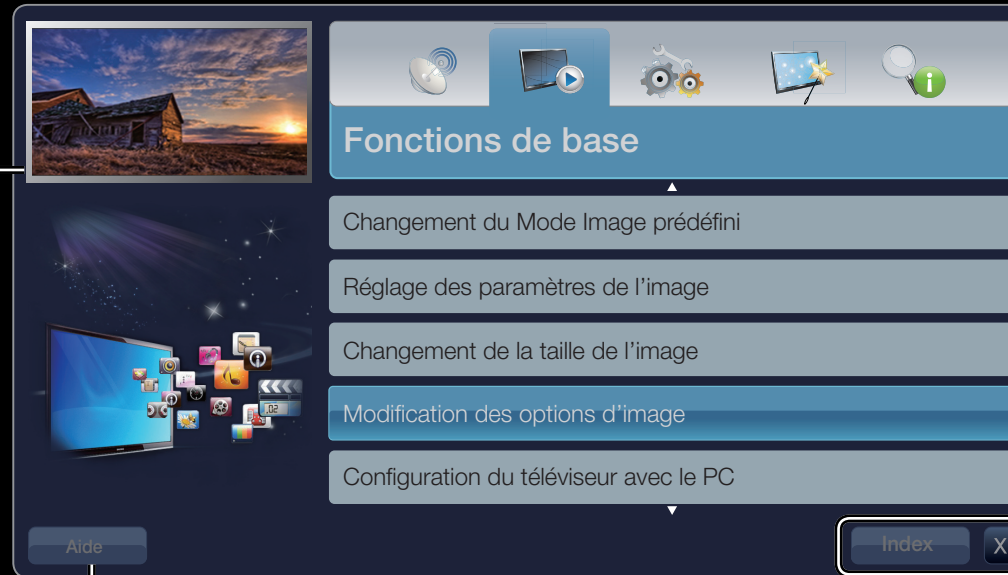 Fonctions de base
Changement du Mode Image prédéfini
Réglage des paramètres de l’image
Changement de la taille de l’image
Modification des options d’image
Configuration du téléviseur avec le PC
Aide
Index
X